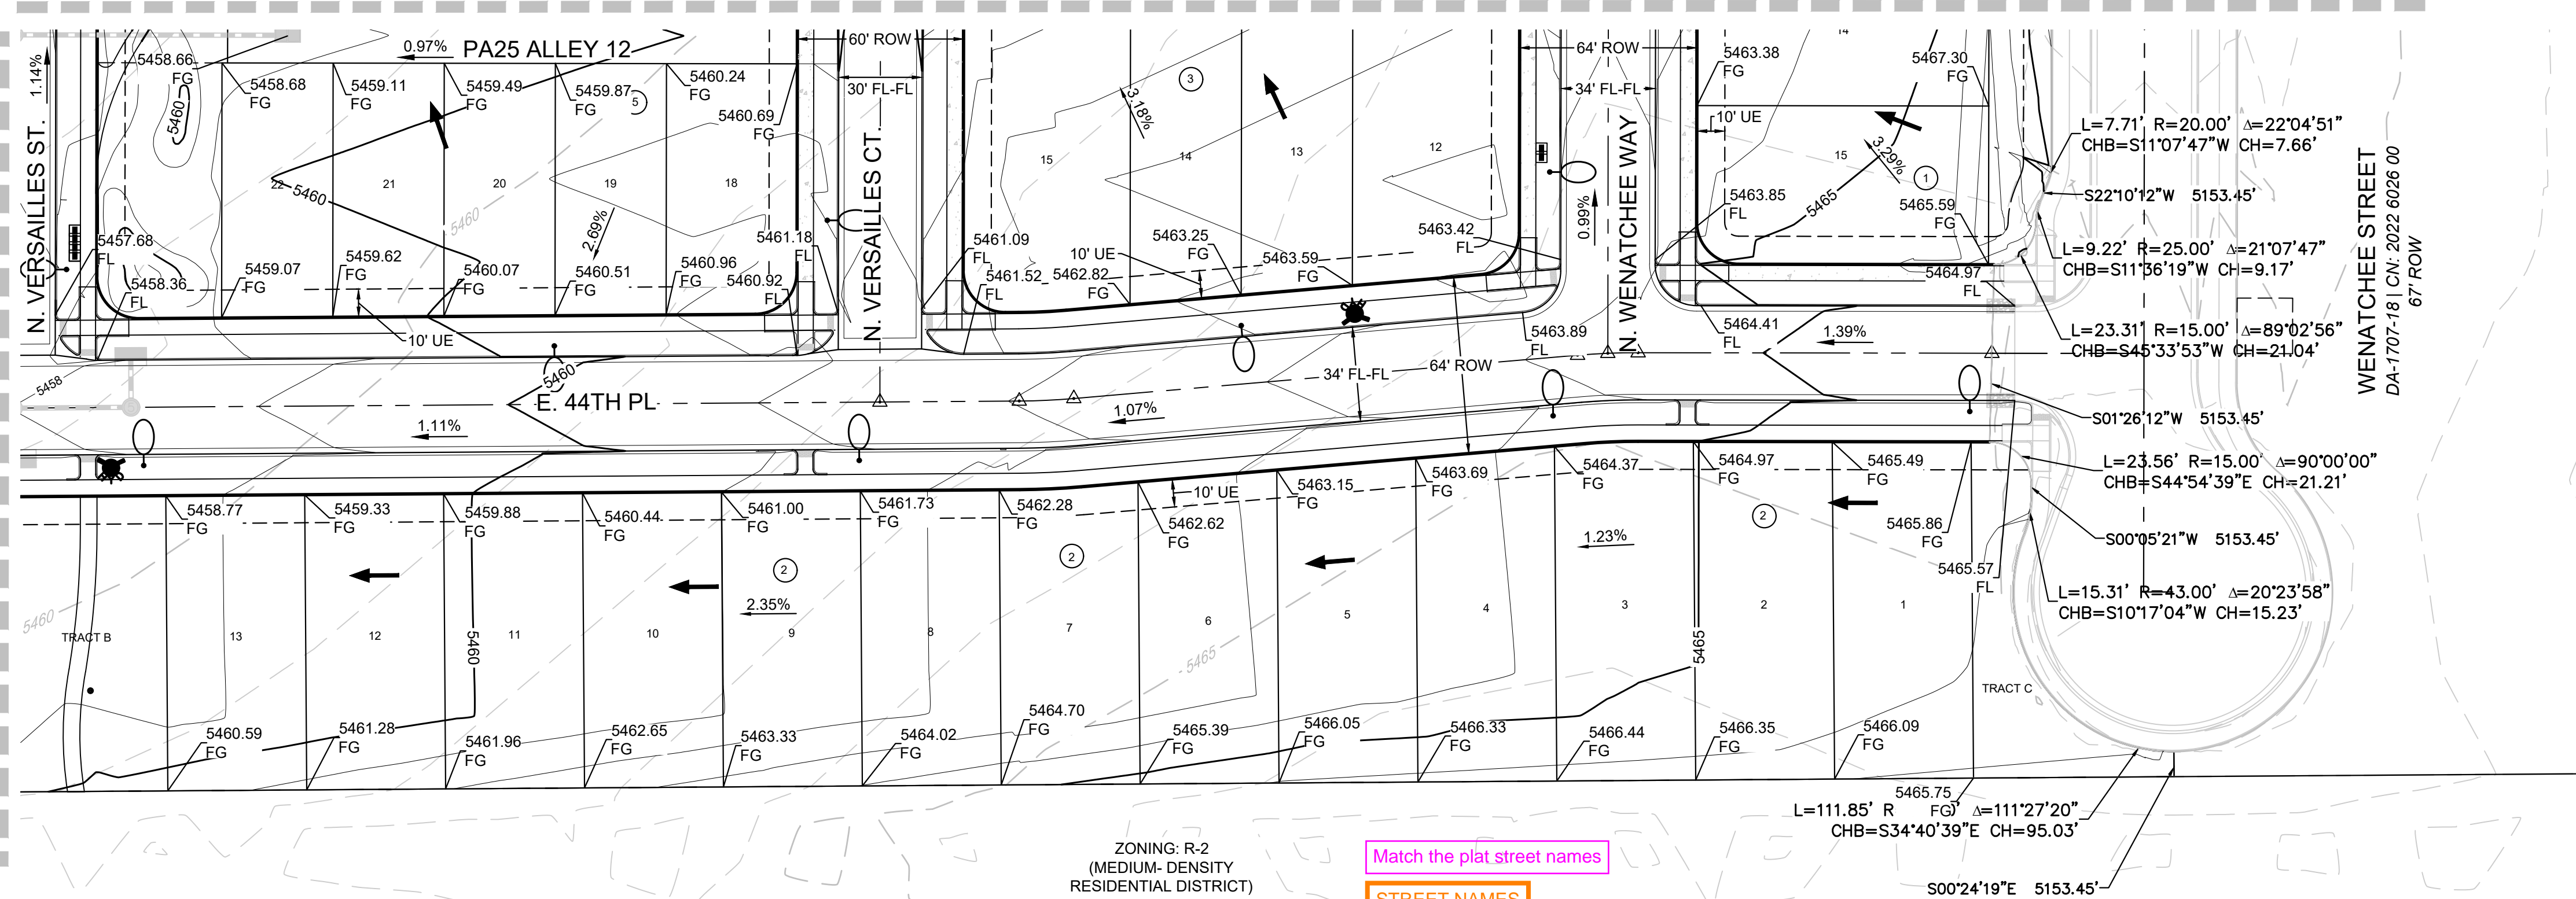 PA25 ALLEY 12
0.97%
1.14%
N. VERSAILLES ST.
5458.66
FG
5458.68
FG
5459.11
FG
5459.49
FG
5459.87
FG
5
5460.24
FG
5460.69
FG
5460
22
21
20
19
18
5460
5460
2.69%
5457.68
FL
5458.36
FL
5459.07
FG
5459.62
FG
5460.07
FG
5460.51
FG
5460.96
FG
5460.92
FL
5461.18
FL
10' UE
60' ROW
30' FL-FL
N. VERSAILLES CT.
3
3.18%
15
14
13
12
5461.09
FL
5461.52
FL
5462.82
FG
10' UE
5463.25
FG
5463.59
FG
5463.42
FL
5463.89
FL
64' ROW
34' FL-FL
N. WENATCHEE WAY
0.99%
5463.38
FG
10' UE
14
5467.30
FG
3.29%
15
1
5463.85
FL
5465
5465.59
FG
5464.97
FL
5464.41
FL
1.39%
L=7.71' R=20.00' Δ=22°04'51"
CHB=S11°07'47"W CH=7.66'
S22°10'12"W 5153.45'
L=9.22' R=25.00' Δ=21°07'47"
CHB=S11°36'19"W CH=9.17'
L=23.31' R=15.00' Δ=89°02'56"
CHB=S45°33'53"W CH=21.04'
S01°26'12"W 5153.45'
L=23.56' R=15.00' Δ=90°00'00"
CHB=S44°54'39"E CH=21.21'
S00°05'21"W 5153.45'
L=15.31' R=43.00' Δ=20°23'58"
CHB=S10°17'04"W CH=15.23'
WENATCHEE STREET
DA-1707-18 | CN: 2022 6026 00
67' ROW
5458
5460
E. 44TH PL
1.11%
1.07%
34' FL-FL
64' ROW
5458.77
FG
5459.33
FG
5459.88
FG
5460.44
FG
5461.00
FG
5461.73
FG
5462.28
FG
5462.62
FG
10' UE
5463.15
FG
5463.69
FG
5464.37
FG
5464.97
FG
5465.49
FG
5465.86
FG
5465.57
FL
2
2
2
2.35%
1.23%
5460
TRACT B
13
12
5460
11
10
9
8
7
6
5465
5
4
3
5465
2
1
TRACT C
5460.59
FG
5461.28
FG
5461.96
FG
5462.65
FG
5463.33
FG
5464.02
FG
5464.70
FG
5465.39
FG
5466.05
FG
5466.33
FG
5466.44
FG
5466.35
FG
5466.09
FG
5465.75
FG
L=111.85' R Δ=111°27'20"
CHB=S34°40'39"E CH=95.03'
S00°24'19"E 5153.45'
ZONING: R-2
(MEDIUM- DENSITY
RESIDENTIAL DISTRICT)
Match the plat street names
STREET NAMES